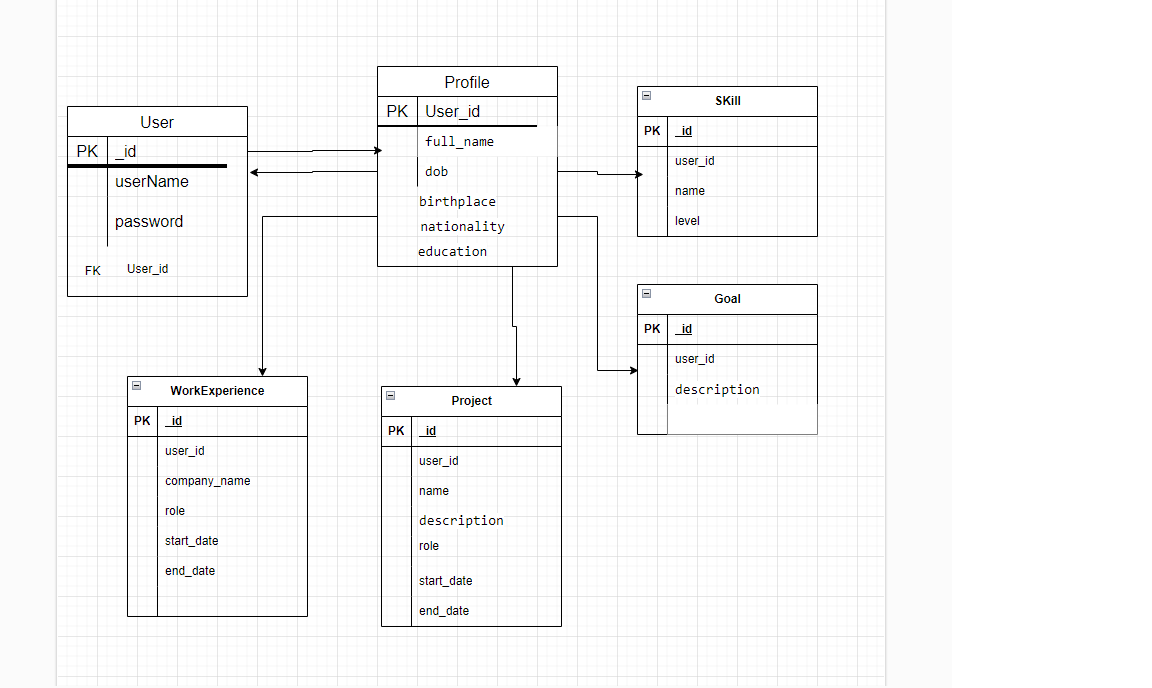 User
PK _id
userName
password
FK User_id
Profile
PK User_id
full_name
dob
birthplace
nationality
education
SKill
PK _id
user_id
name
level
Goal
PK _id
user_id
description
WorkExperience
PK _id
user_id
company_name
role
start_date
end_date
Project
PK _id
user_id
name
description
role
start_date
end_date